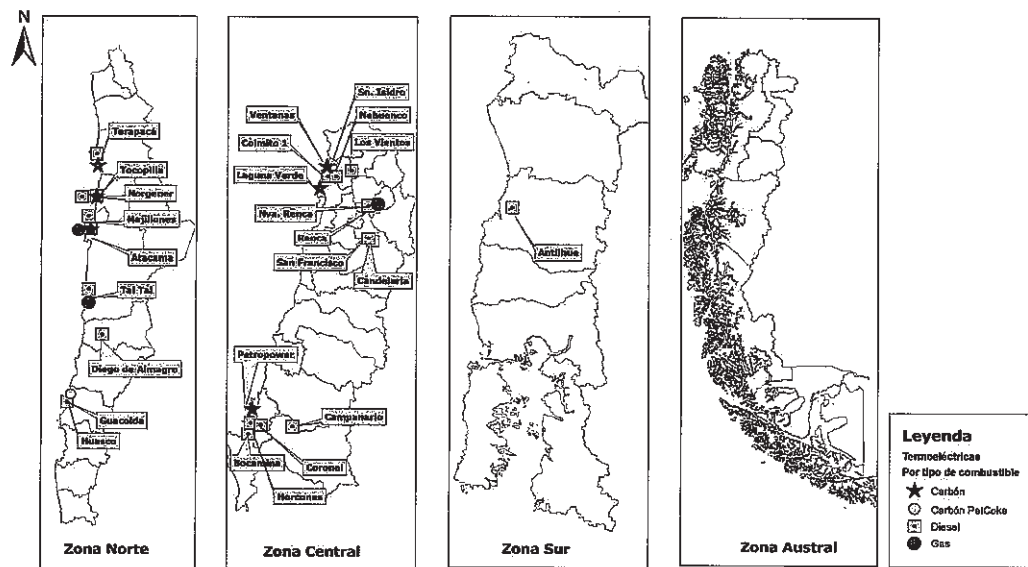 N
Tarapacá
Tocopilla
Norgener
Mejillones
Atacama
Tal Tal
Diego de Almagro
Guacolda
Huasco
Zona Norte
Sn. Isidro
Ventanas
Nehuenco
Colmito 1
Los Vientos
Laguna Verde
Nva. Renca
Renca
San Francisco
Candelaria
Petropower
Campanario
Bocamina
Coronel
Horcones
Zona Central
Antilhue
Zona Sur
Zona Austral
Leyenda
Termoeléctricas
Por tipo de combustible
Carbón
Carbón PetCoke
Diesel
Gas